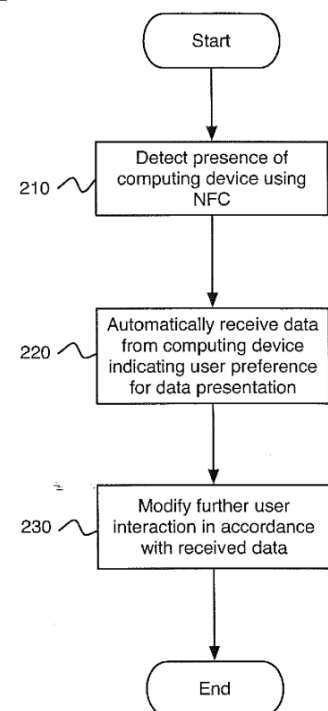 Start
210
Detect presence of
computing device using
NFC
220
Automatically receive data
from computing device
indicating user preference
for data presentation
230
Modify further user
interaction in accordance
with received data
End